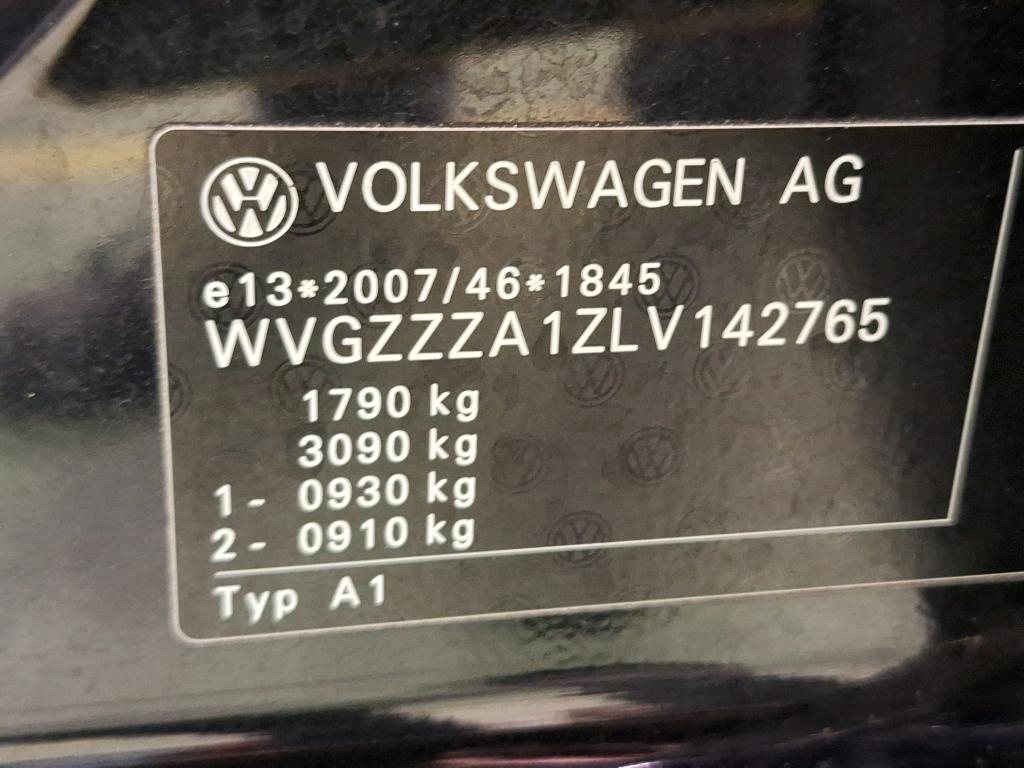 VOLKSWAGEN AG
e13*2007/46*1845
WVGZZZA1ZLV142765
1790 kg
3090 kg
1- 0930 kg
2- 0910 kg
Typ A1